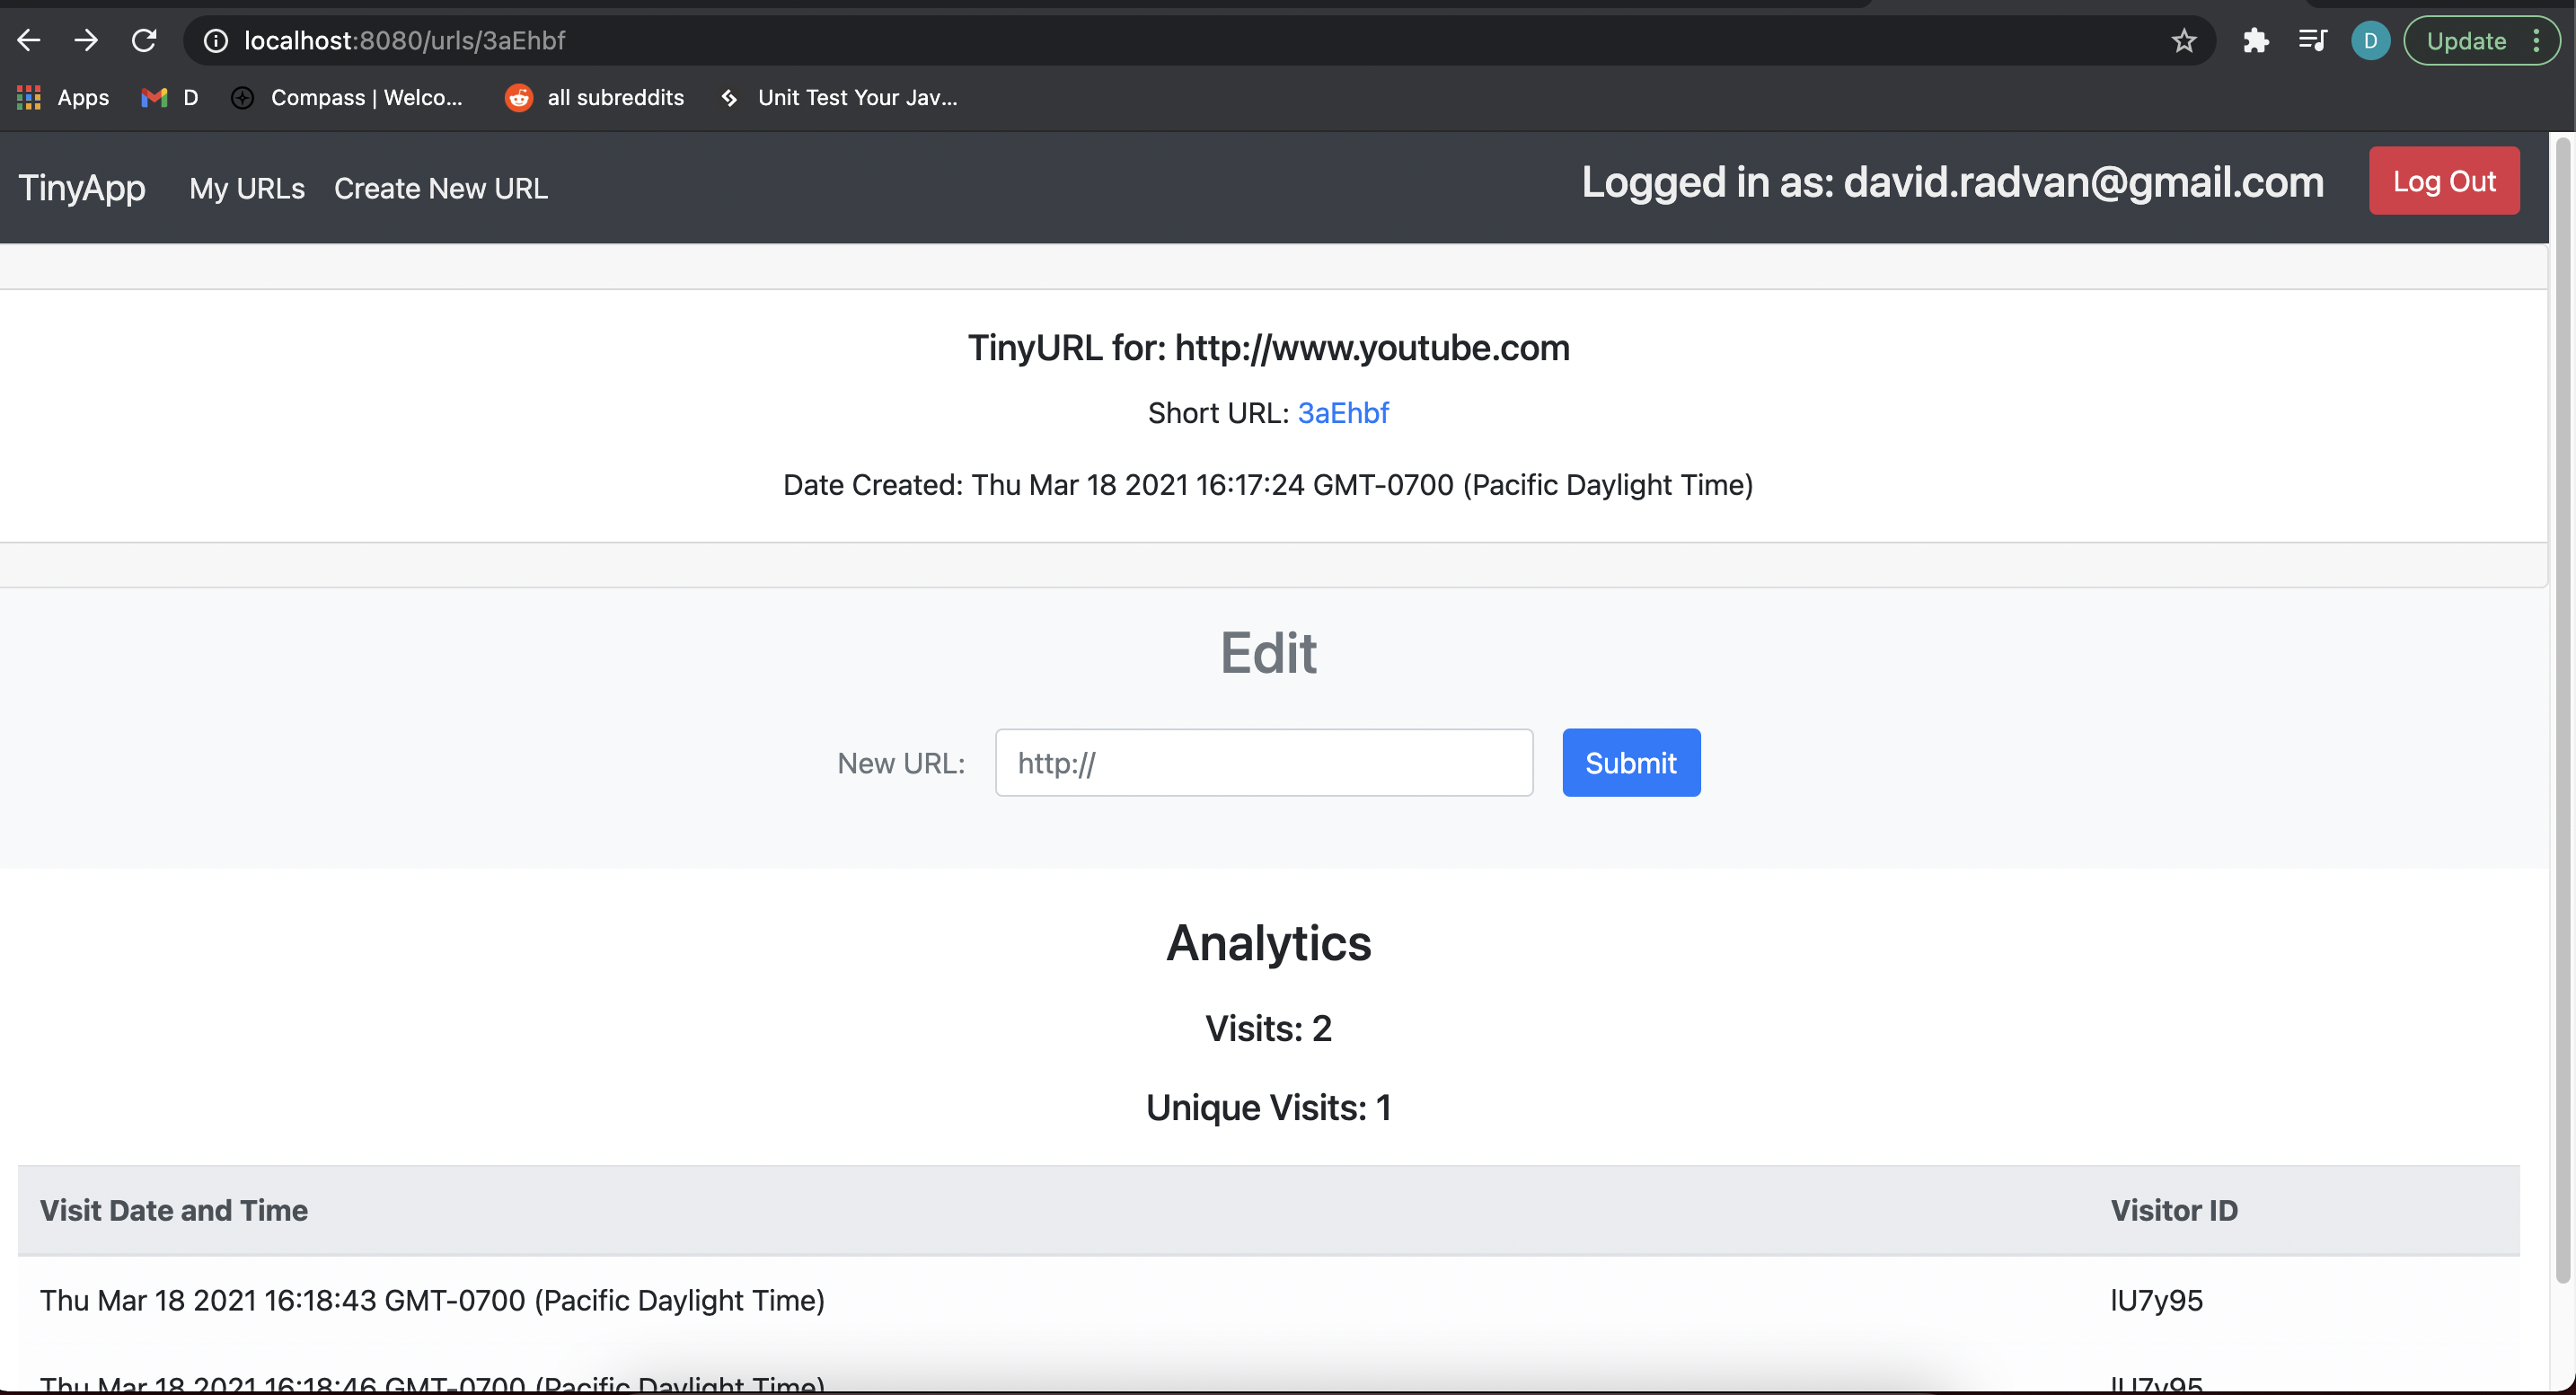 localhost:8080/urls/3aEhbf
D
Update
Apps
D
Compass | Welco...
all subreddits
Unit Test Your Jav...
TinyApp
My URLs
Create New URL
Logged in as: david.radvan@gmail.com
Log Out
TinyURL for: http://www.youtube.com
Short URL: 3aEhbf
Date Created: Thu Mar 18 2021 16:17:24 GMT-0700 (Pacific Daylight Time)
Edit
New URL:
http://
Submit
Analytics
Visits: 2
Unique Visits: 1
Visit Date and Time
Visitor ID
Thu Mar 18 2021 16:18:43 GMT-0700 (Pacific Daylight Time)
lU7y95
Thu Mar 18 2021 16:18:46 GMT-0700 (Pacific Daylight Time)
lU7y95